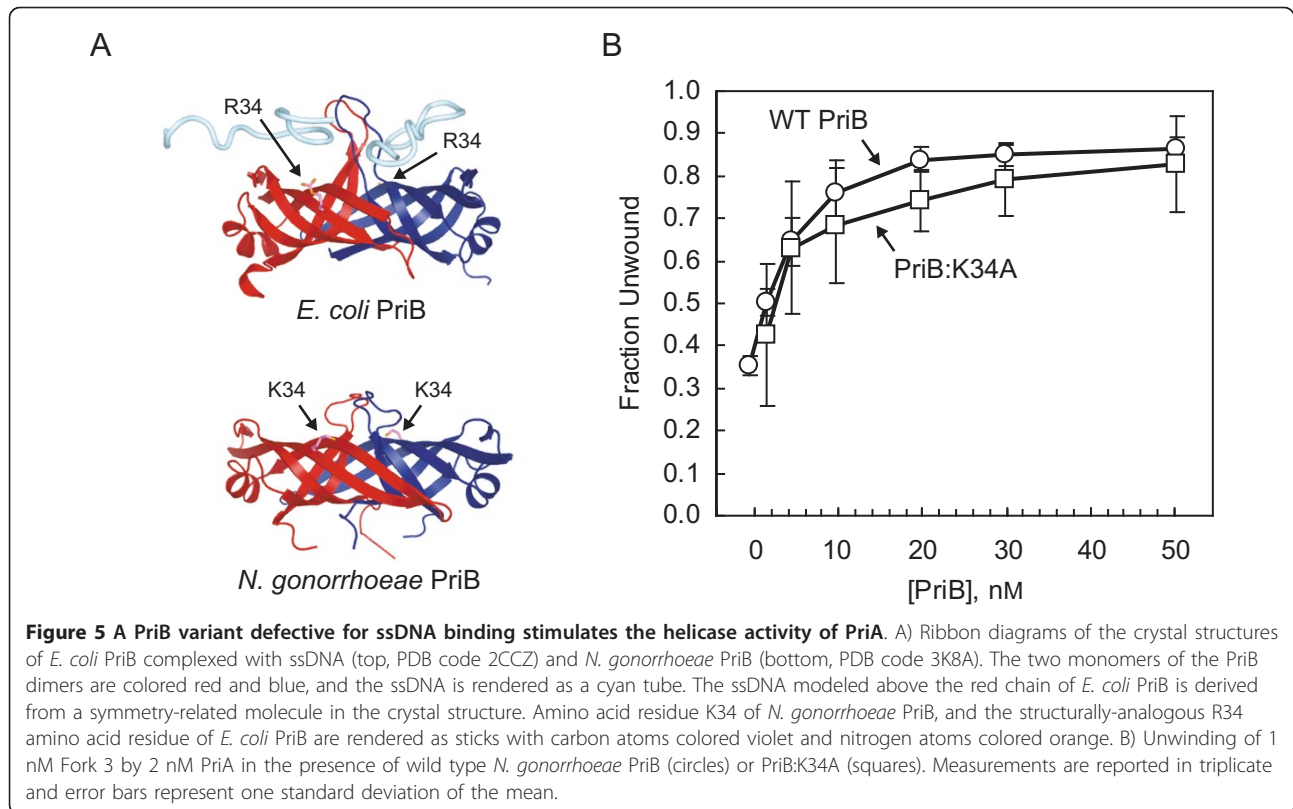 A
B
R34
R34
E. coli PriB
K34
K34
N. gonorrhoeae PriB
1.0
0.9
0.8
0.7
0.6
0.5
0.4
0.3
0.2
0.1
0.0
Fraction Unwound
WT PriB
PriB:K34A
0 10 20 30 40 50
[PriB], nM
Figure 5 A PriB variant defective for ssDNA binding stimulates the helicase activity of PriA. A) Ribbon diagrams of the crystal structures
of E. coli PriB complexed with ssDNA (top, PDB code 2CCZ) and N. gonorrhoeae PriB (bottom, PDB code 3K8A). The two monomers of the PriB
dimers are colored red and blue, and the ssDNA is rendered as a cyan tube. The ssDNA modeled above the red chain of E. coli PriB is derived
from a symmetry-related molecule in the crystal structure. Amino acid residue K34 of N. gonorrhoeae PriB, and the structurally-analogous R34
amino acid residue of E. coli PriB are rendered as sticks with carbon atoms colored violet and nitrogen atoms colored orange. B) Unwinding of 1
nM Fork 3 by 2 nM PriA in the presence of wild type N. gonorrhoeae PriB (circles) or PriB:K34A (squares). Measurements are reported in triplicate
and error bars represent one standard deviation of the mean.